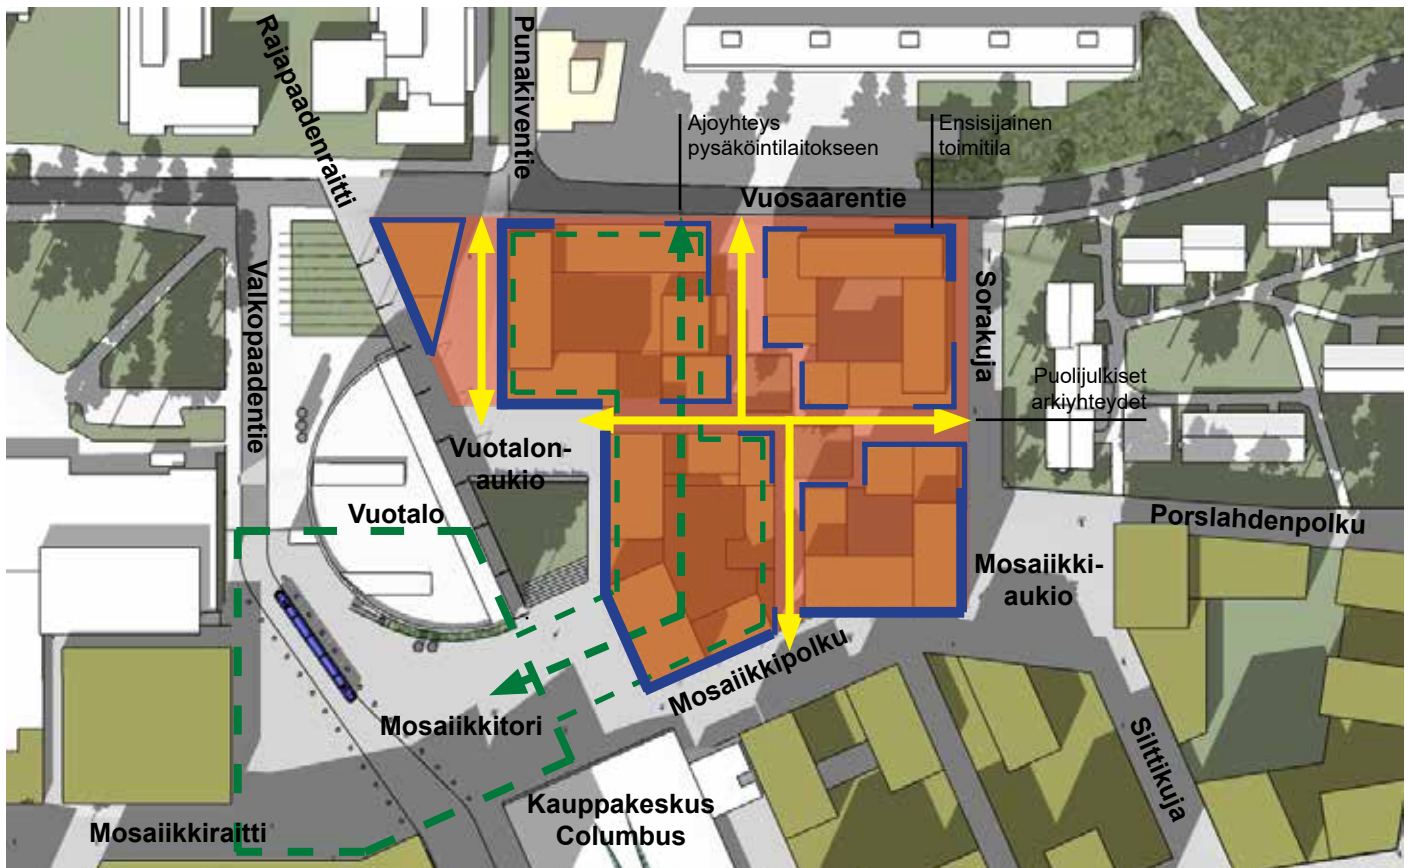 Rajapaadenraitti
Punakiventie
Ajoyhteys
pysäköintilaitokseen
Ensisijainen
toimitila
Vuosaarentie
Valkopaadentie
Sorakuja
Puolijulkiset
arkiyhteydet
Vuotalon-
aukio
Vuotalo
Porslahdenpolku
Mosaiikki-
aukio
Mosaiikkipolku
Mosaiikkitori
Silttikuja
Kauppakeskus
Columbus
Mosaiikkiraitti